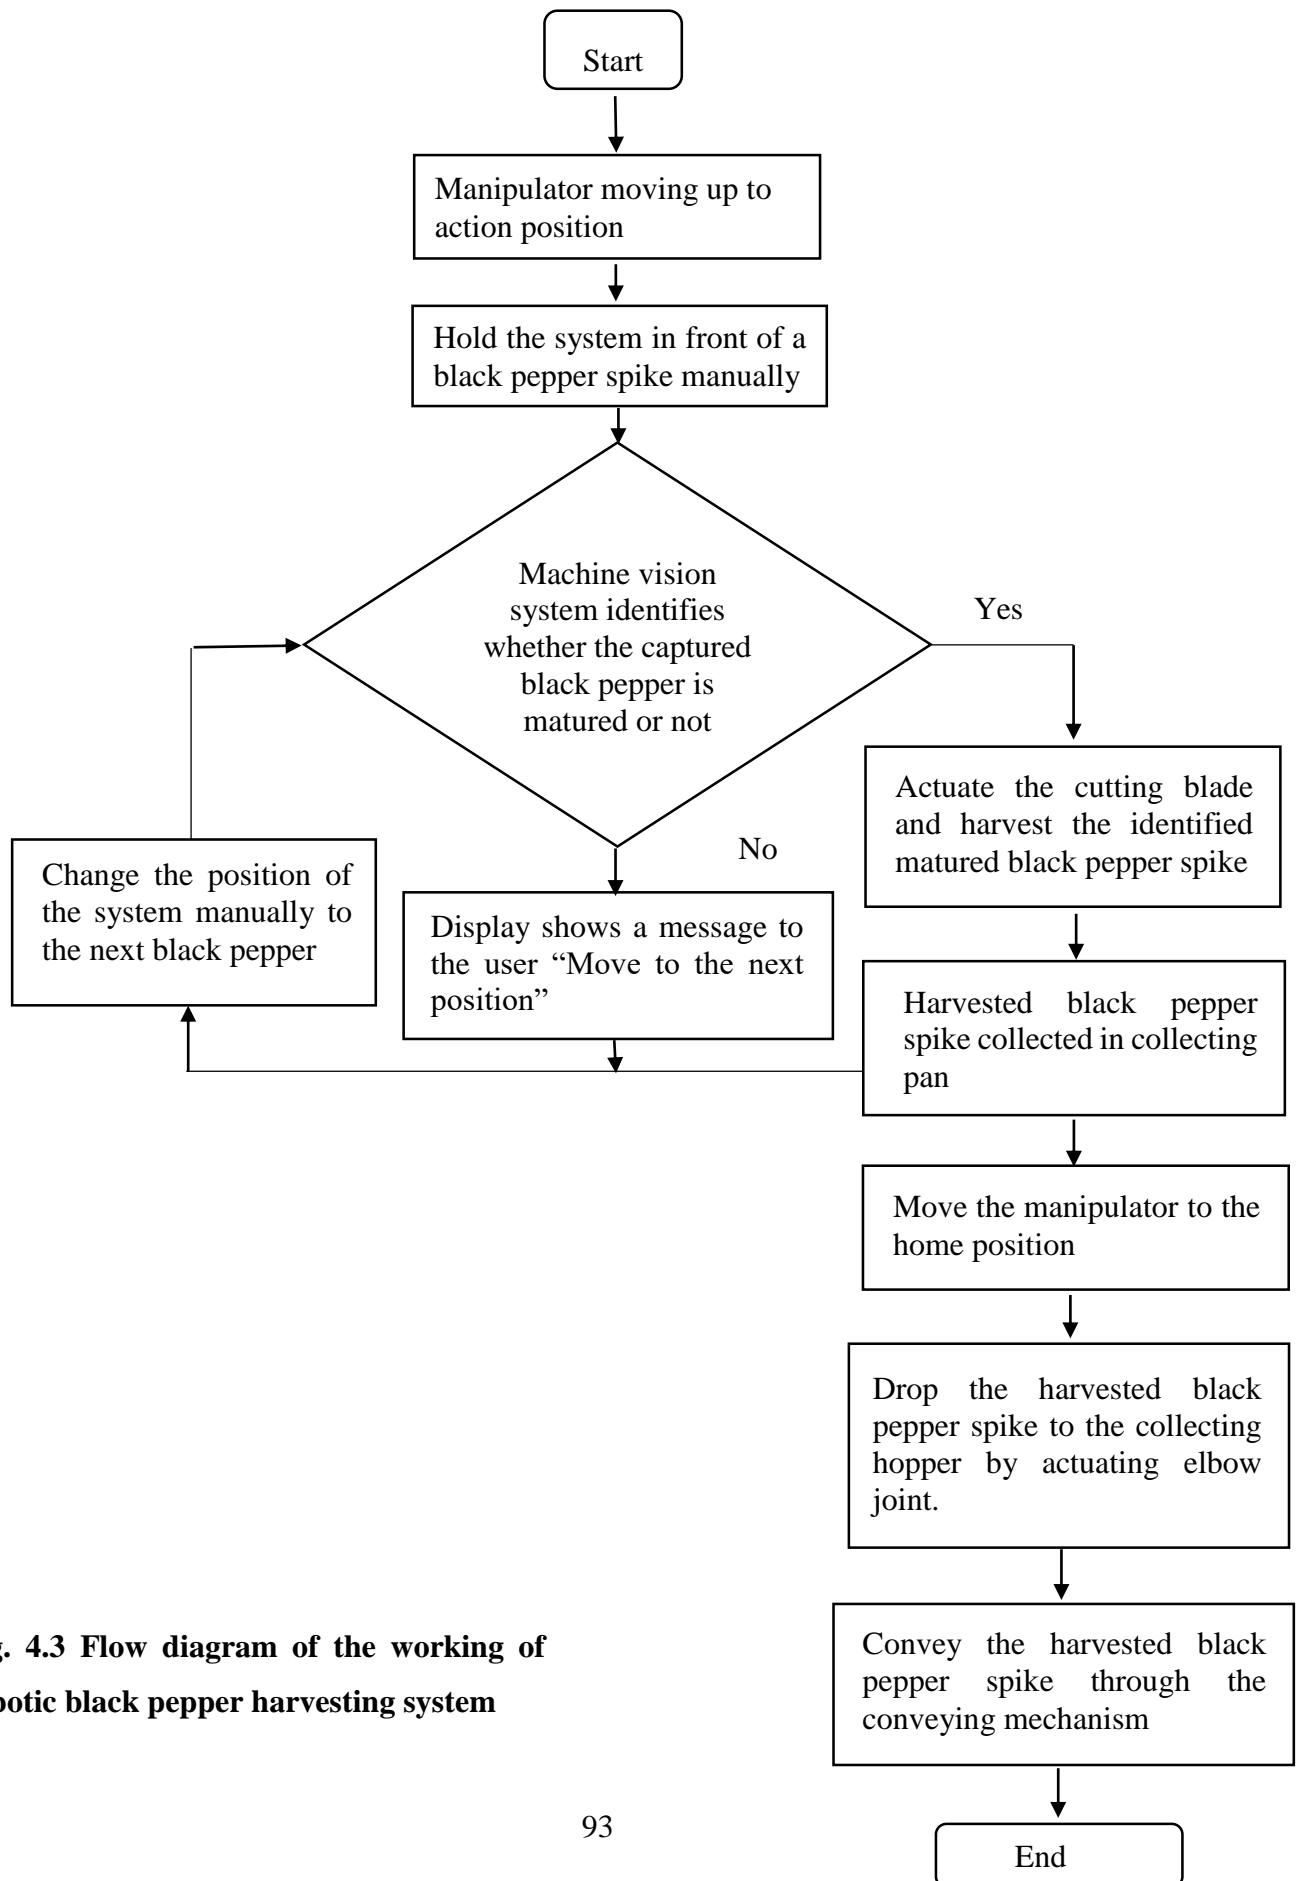 Start
Manipulator moving up to
action position
Hold the system in front of a
black pepper spike manually
Machine vision
system identifies
whether the captured
black pepper is
matured or not
Yes
No
Actuate the cutting blade
and harvest the identified
matured black pepper spike
Change the position of
the system manually to
the next black pepper
Display shows a message to
the user “Move to the next
position”
Harvested black pepper
spike collected in collecting
pan
Move the manipulator to the
home position
Drop the harvested black
pepper spike to the collecting
hopper by actuating elbow
joint.
Convey the harvested black
pepper spike through the
conveying mechanism
g. 4.3 Flow diagram of the working of
botic black pepper harvesting system
93
End